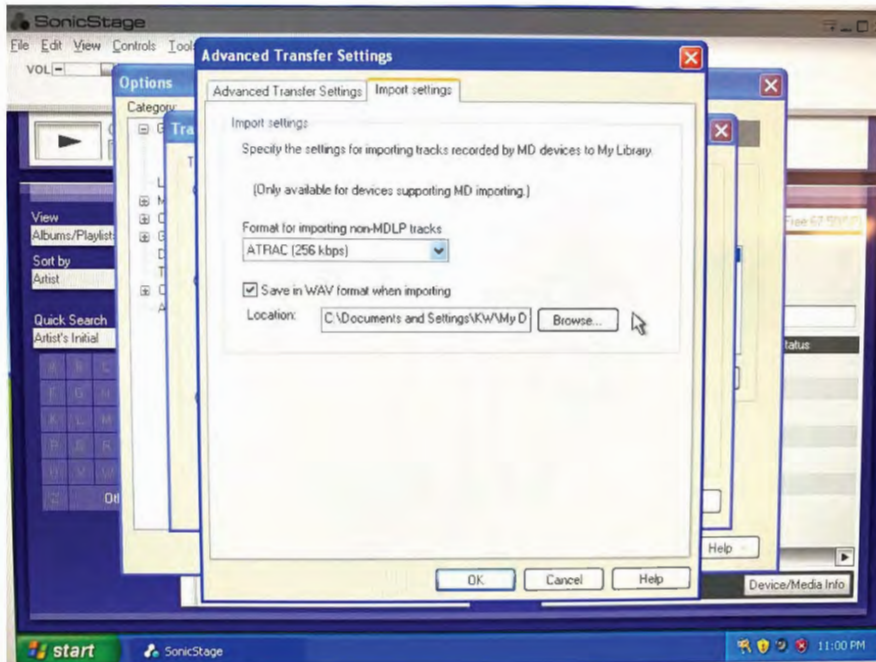 SonicStage
File Edit View Controls Tool
VOL
Options
Category:
Tra
Advanced Transfer Settings
Advanced Transfer Settings Import settings
Import settings
Specify the settings for importing tracks recorded by MD devices to My Library.
(Only available for devices supporting MD importing.)
Format for importing non-MDLP tracks
ATRAC (256 kbps)
Save in WAV format when importing
Location: C:\Documents and Settings\KW\My D Browse...
OK Cancel Help
View
Albums/Playlist
Sort by
Artist
Quick Search
Artist's Initial
Free
tatus
Help
Device/Media Info
start SonicStage 11:00 PM